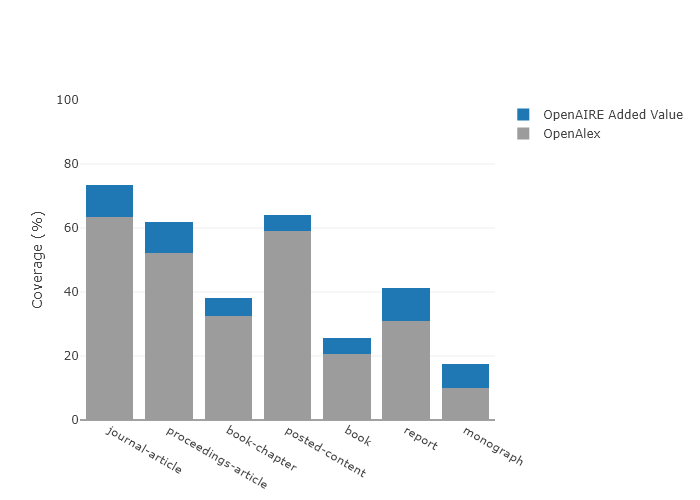 100
80
60
40
20
0
Coverage (%)
journal-article
proceedings-article
book-chapter
posted-content
book
report
monograph
OpenAIRE Added Value
OpenAlex